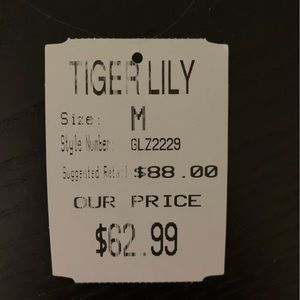 TIGER LILY
Size: M
Style Number: GLZ2229
Suggested Retail $88.00
OUR PRICE
$62.99